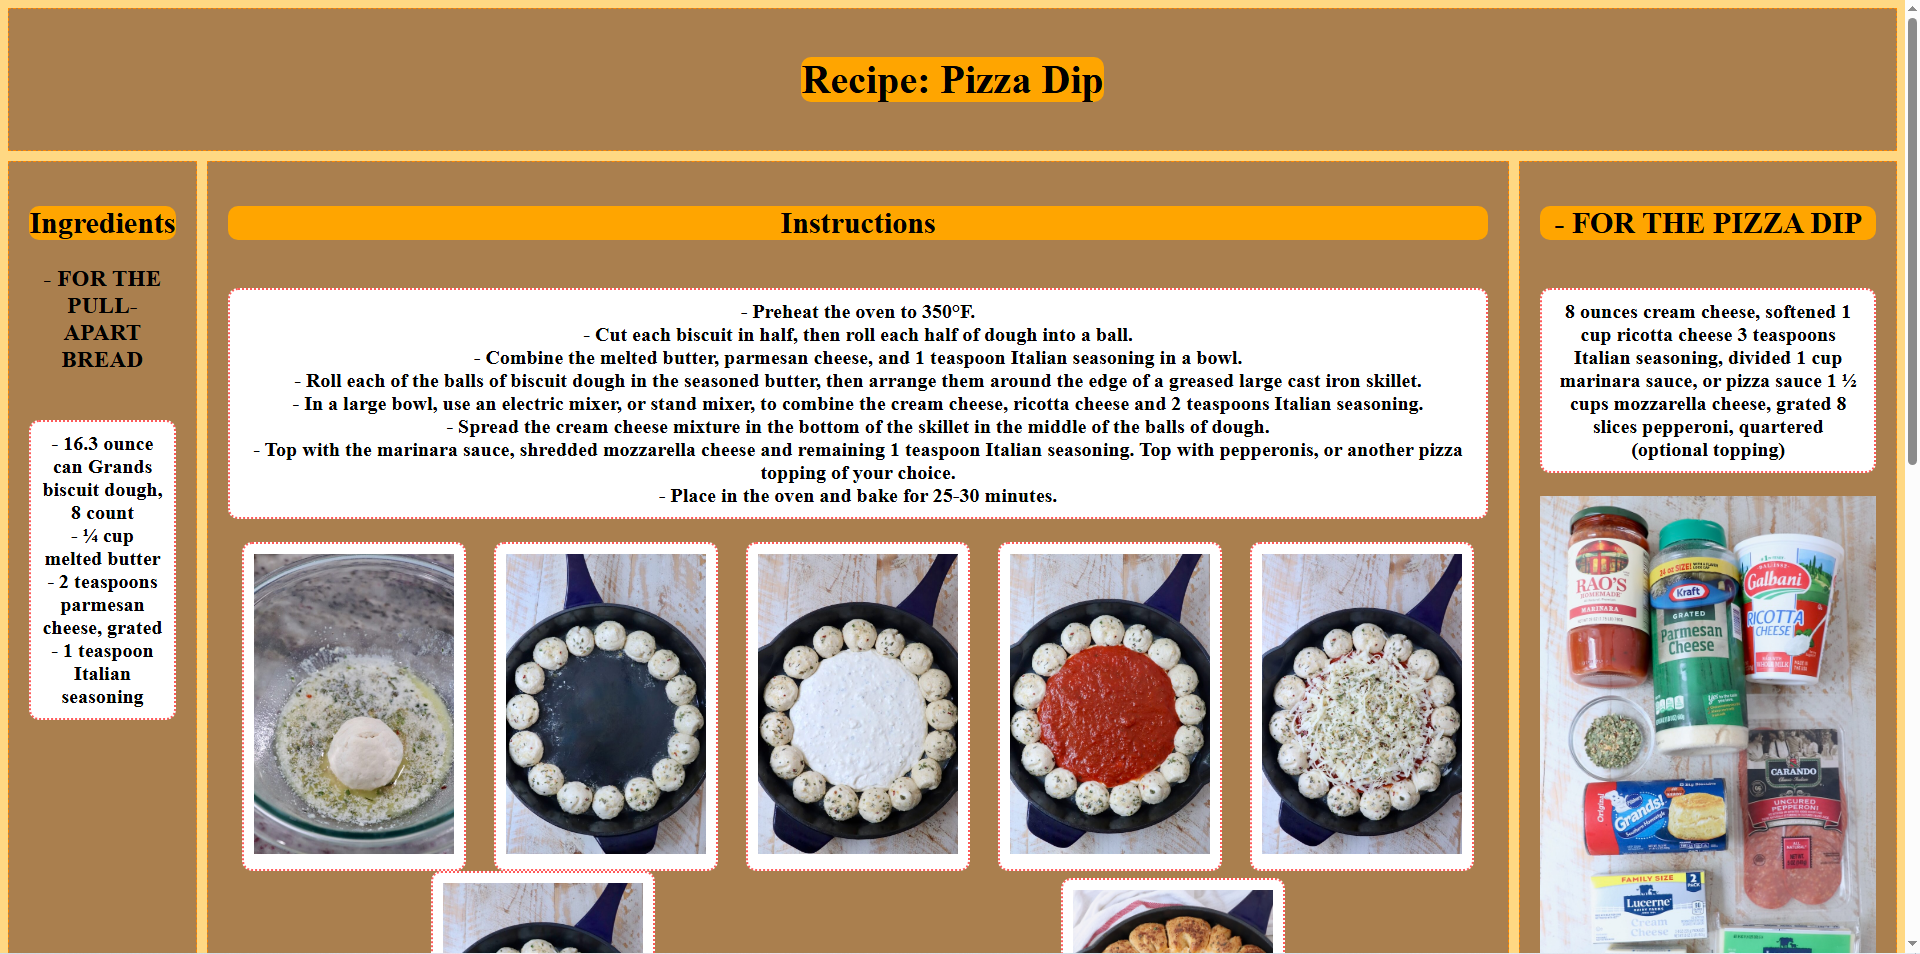 Recipe: Pizza Dip
Ingredients
- FOR THE
PULL-
APART
BREAD
- 16.3 ounce
can Grands
biscuit dough,
8 count
- ¼ cup
melted butter
- 2 teaspoons
parmesan
cheese, grated
- 1 teaspoon
Italian
seasoning
Instructions
- Preheat the oven to 350°F.
- Cut each biscuit in half, then roll each half of dough into a ball.
- Combine the melted butter, parmesan cheese, and 1 teaspoon Italian seasoning in a bowl.
- Roll each of the balls of biscuit dough in the seasoned butter, then arrange them around the edge of a greased large cast iron skillet.
- In a large bowl, use an electric mixer, or stand mixer, to combine the cream cheese, ricotta cheese and 2 teaspoons Italian seasoning.
- Spread the cream cheese mixture in the bottom of the skillet in the middle of the balls of dough.
- Top with the marinara sauce, shredded mozzarella cheese and remaining 1 teaspoon Italian seasoning. Top with pepperonis, or another pizza
topping of your choice.
- Place in the oven and bake for 25-30 minutes.
- FOR THE PIZZA DIP
8 ounces cream cheese, softened 1
cup ricotta cheese 3 teaspoons
Italian seasoning, divided 1 cup
marinara sauce, or pizza sauce 1 ½
cups mozzarella cheese, grated 8
slices pepperoni, quartered
(optional topping)
RAO'S
HOMEMADE
MARINARA
24 oz SIZE!
Kraft
GRATED
Parmesan
Cheese
Galbani
RICOTTA
CHEESE
CARANDO
UNCURED
PEPPERONI
Original
Grands!
FAMILY SIZE
2
PACK
Lucerne
Cream
Cheese